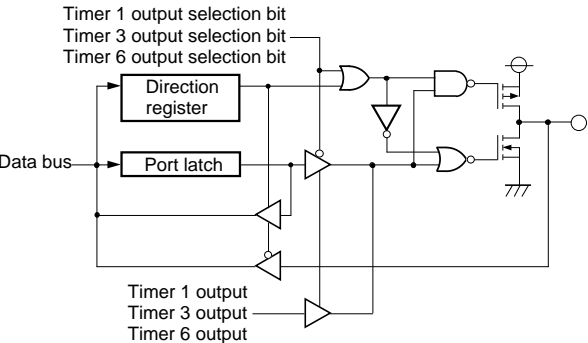 Timer 1 output selection bit
Timer 3 output selection bit
Timer 6 output selection bit
Direction
register
Data bus
Port latch
Timer 1 output
Timer 3 output
Timer 6 output